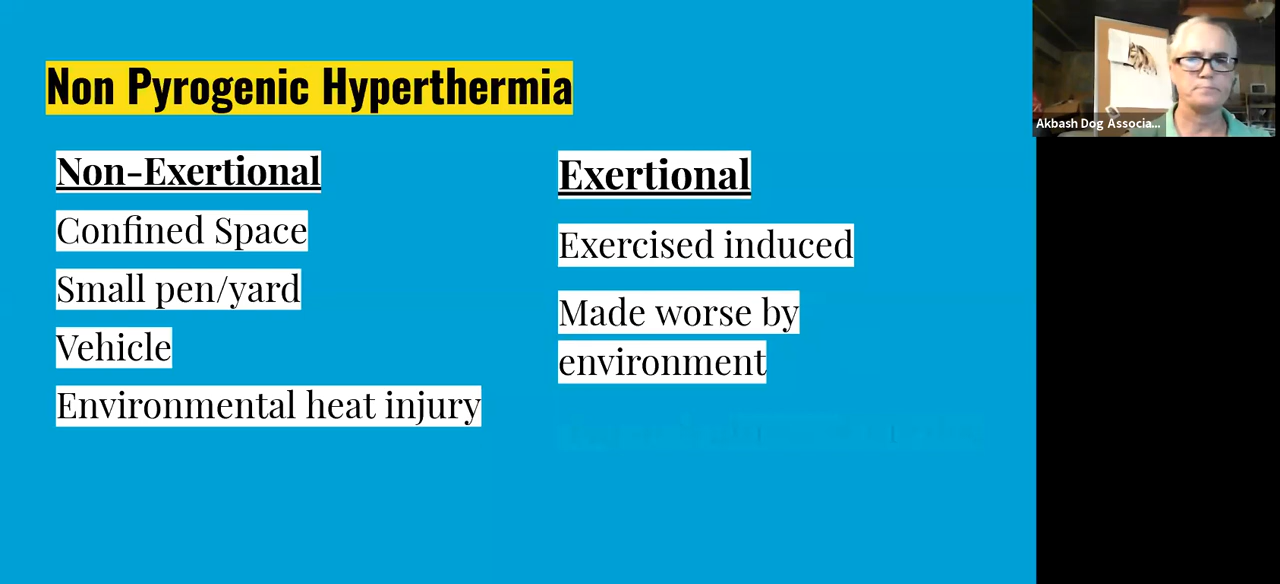 Non Pyrogenic Hyperthermia
Non-Exertional
Confined Space
Small pen/yard
Vehicle
Environmental heat injury
Exertional
Exercised induced
Made worse by
environment
Akbash Dog Associa...